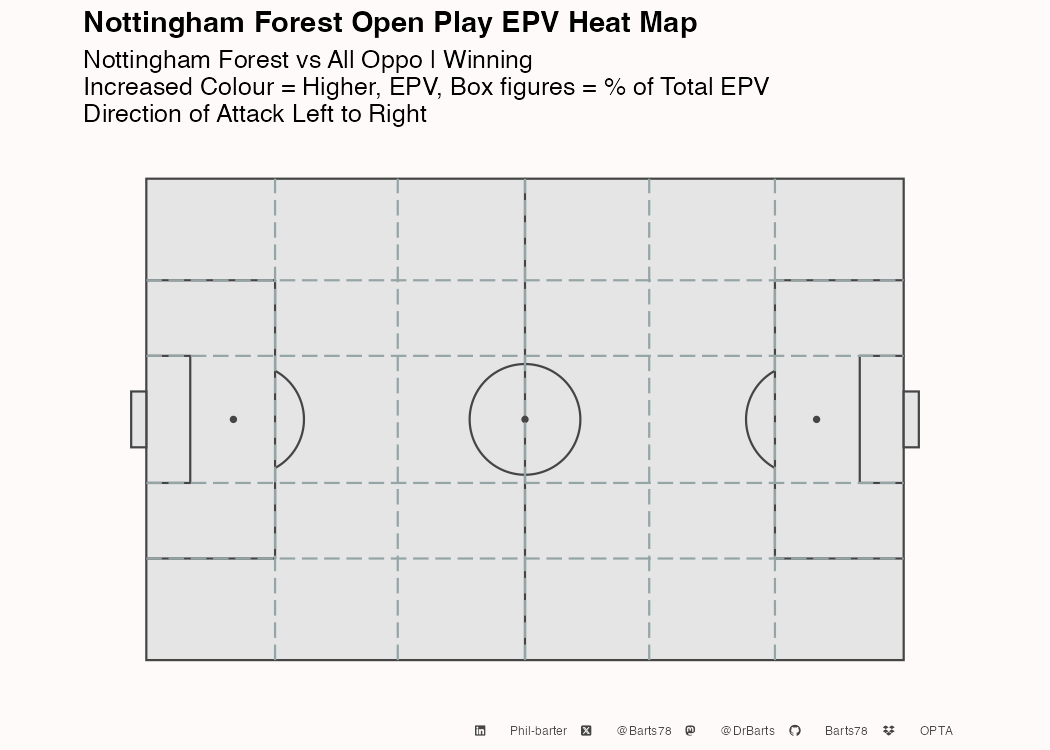 Nottingham Forest Open Play EPV Heat Map
Nottingham Forest vs All Oppo | Winning
Increased Colour = Higher, EPV, Box figures = % of Total EPV
Direction of Attack Left to Right
Phil-barter @Barts78 @DrBarts Barts78 OPTA